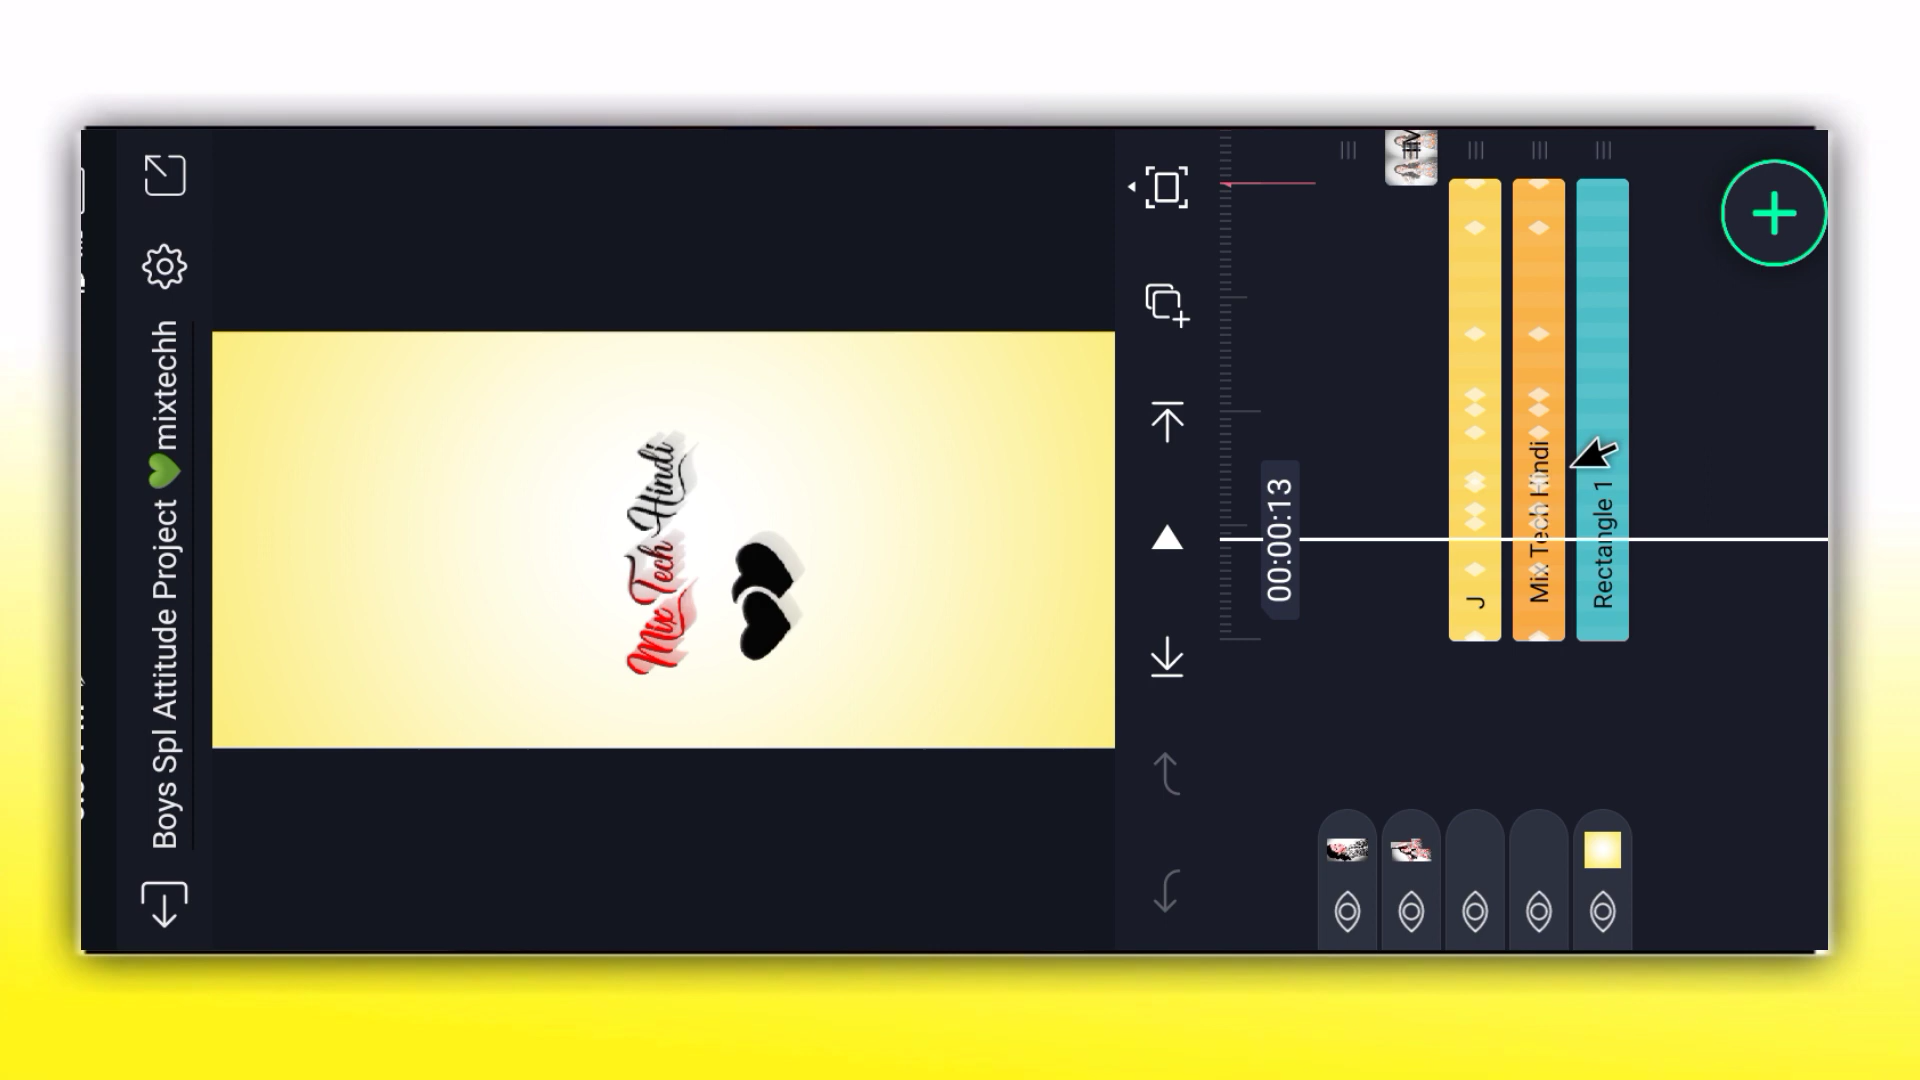 Boys Spl Attitude Project 💚mixtechh
Mix Tech Hindi
00:00:13
J
Mix Tech Hindi
Rectangle 1